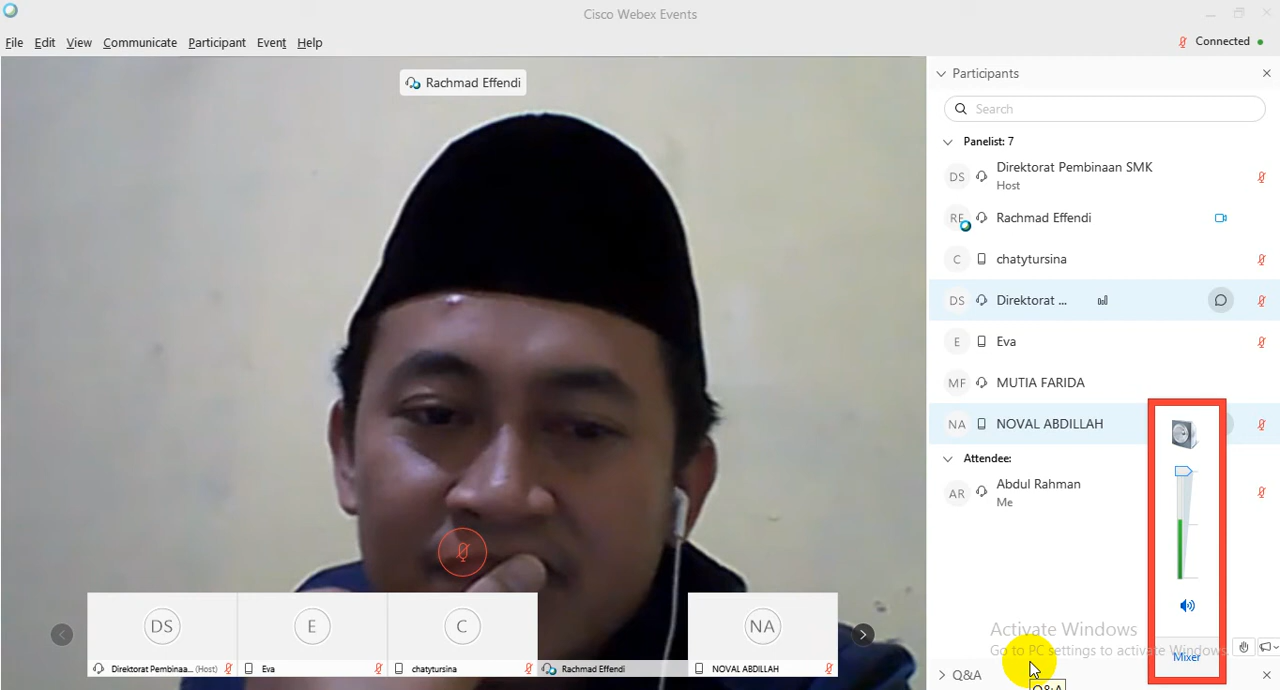 Cisco Webex Events
File Edit View Communicate Participant Event Help
Connected
Rachmad Effendi
Participants
Search
Panelist: 7
DS
Direktorat Pembinaan SMK
Host
RE
Rachmad Effendi
C
chatytursina
DS
Direktorat ...
E
Eva
MF
MUTIA FARIDA
NA
NOVAL ABDILLAH
Attendee:
AR
Abdul Rahman
Me
DS
Direktorat Pembinaa... (Host)
E
Eva
C
chatytursina
Rachmad Effendi
NA
NOVAL ABDILLAH
Activate Windows
Go to PC settings to activate Windows.
Mixer
Q&A
Q&A